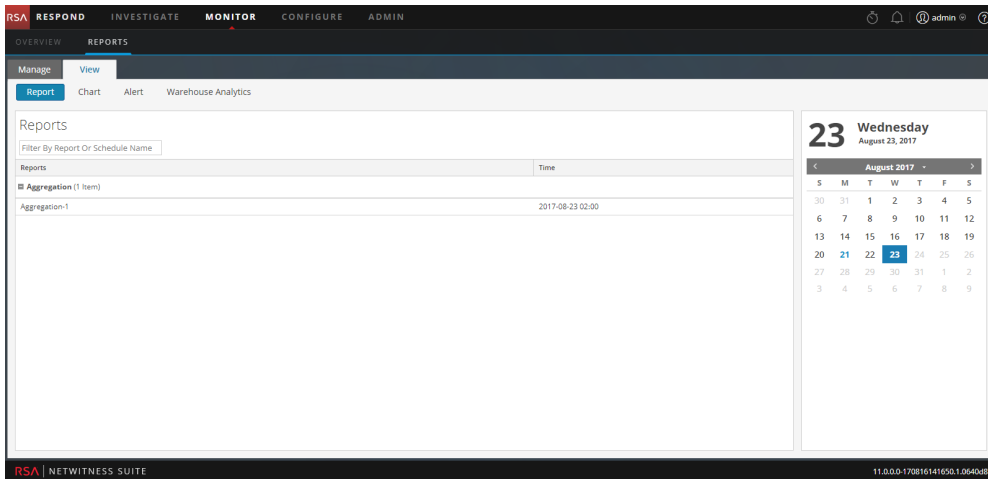 RSA RESPOND INVESTIGATE MONITOR CONFIGURE ADMIN admin
OVERVIEW REPORTS
Manage View
Report Chart Alert Warehouse Analytics
Reports
Filter By Report Or Schedule Name
Reports Time
Aggregation (1 Item)
Aggregation-1 2017-08-23 02:00
23 Wednesday
August 23, 2017
August 2017
S M T W T F S
30 31 1 2 3 4 5
6 7 8 9 10 11 12
13 14 15 16 17 18 19
20 21 22 23 24 25 26
27 28 29 30 31 1 2
3 4 5 6 7 8 9
RSA NETWITNESS SUITE 11.0.0.0-170816141650.1.0640d8